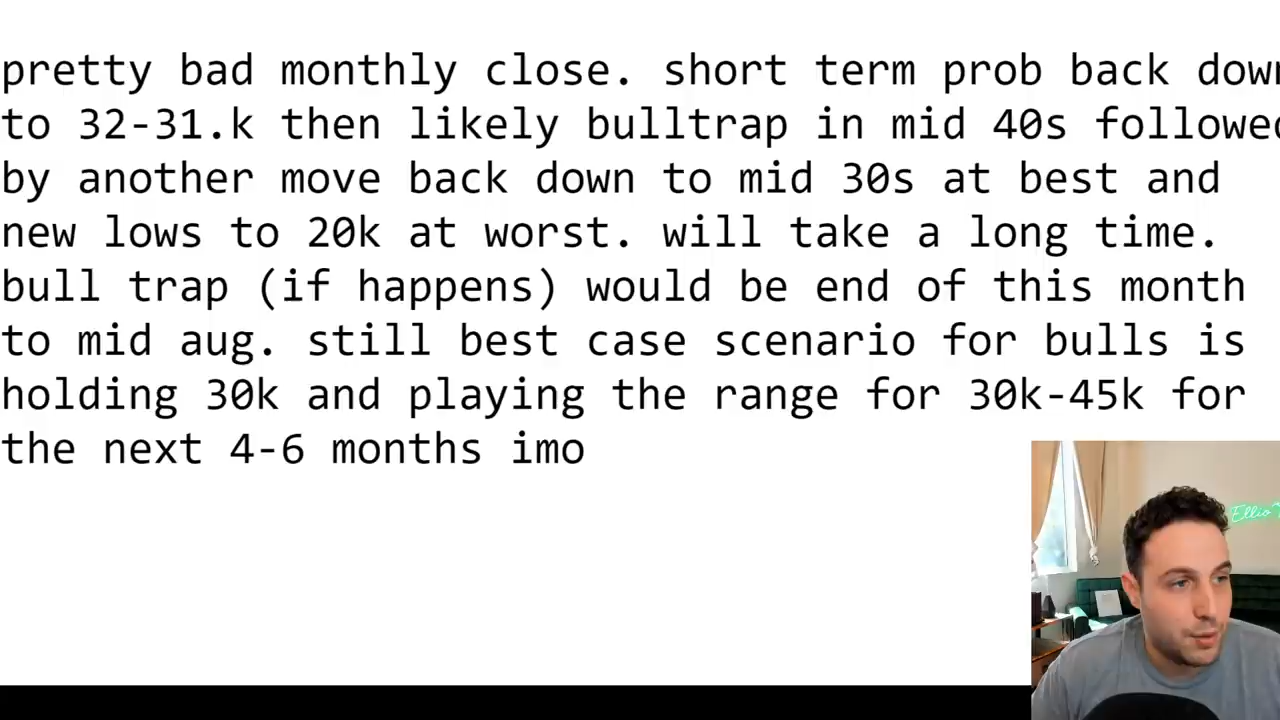 pretty bad monthly close. short term prob back down
to 32-31.k then likely bulltrap in mid 40s followed
by another move back down to mid 30s at best and
new lows to 20k at worst. will take a long time.
bull trap (if happens) would be end of this month
to mid aug. still best case scenario for bulls is
holding 30k and playing the range for 30k-45k for
the next 4-6 months imo
Ellio